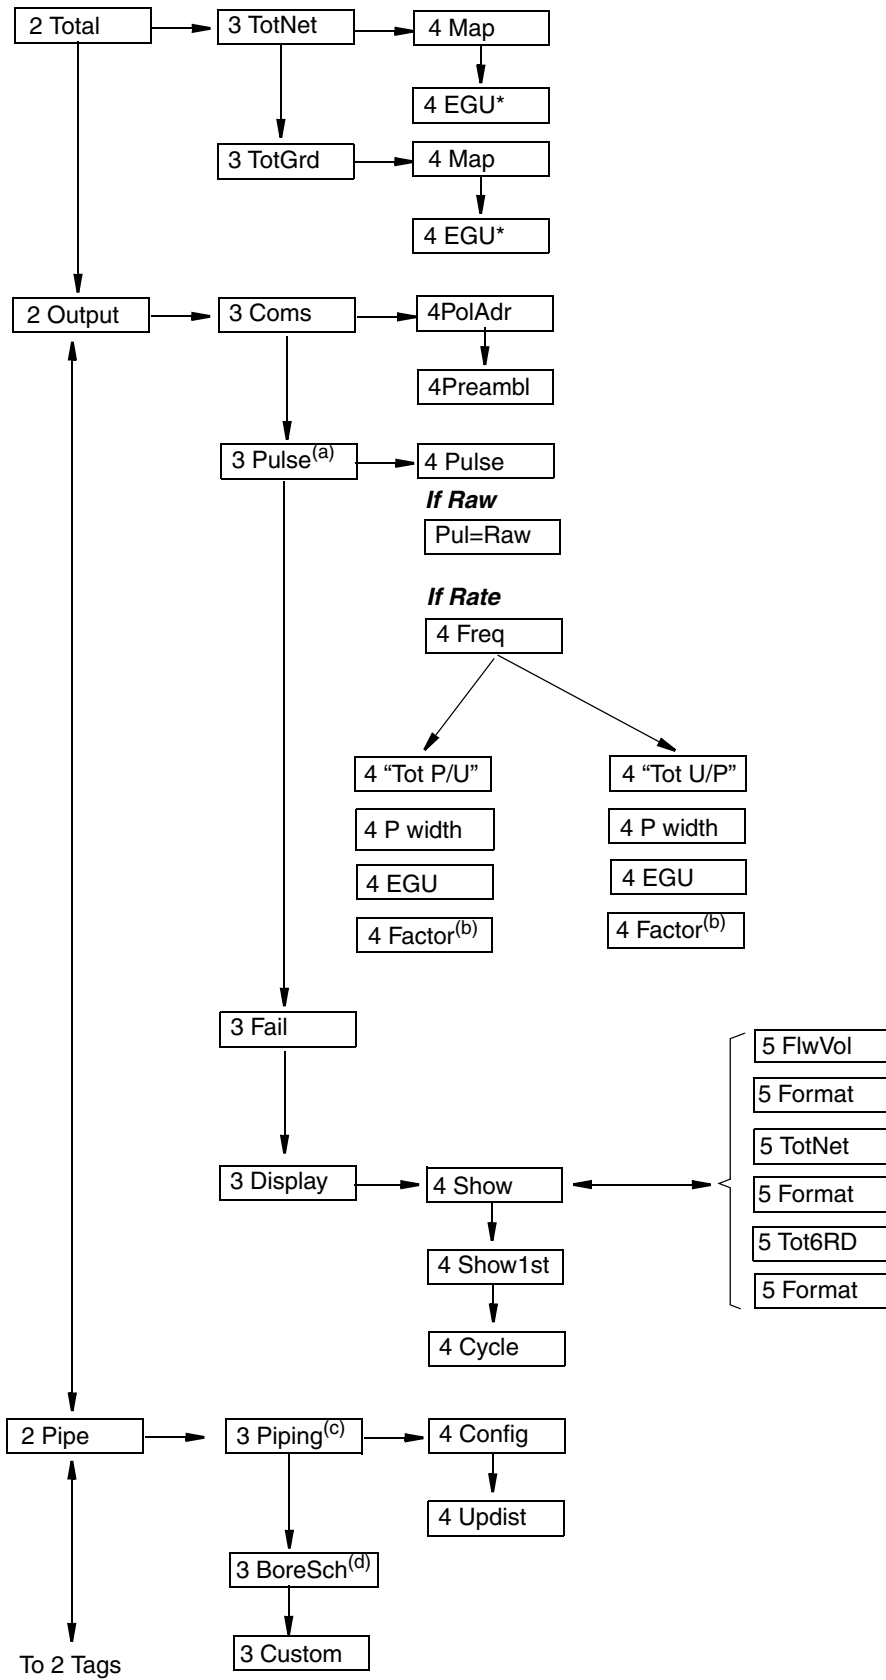 2 Total
3 TotNet
4 Map
4 EGU*
3 TotGrd
4 Map
4 EGU*
2 Output
3 Coms
4PolAdr
4Preambl
3 Pulse(a)
4 Pulse
If Raw
Pul=Raw
If Rate
4 Freq
4 “Tot P/U”
4 “Tot U/P”
4 P width
4 P width
4 EGU
4 EGU
4 Factor(b)
4 Factor(b)
3 Fail
5 FlwVol
5 Format
5 TotNet
3 Display
4 Show
5 Format
5 Tot6RD
4 Show1st
5 Format
4 Cycle
2 Pipe
3 Piping(c)
4 Config
4 Updist
3 BoreSch(d)
3 Custom
To 2 Tags